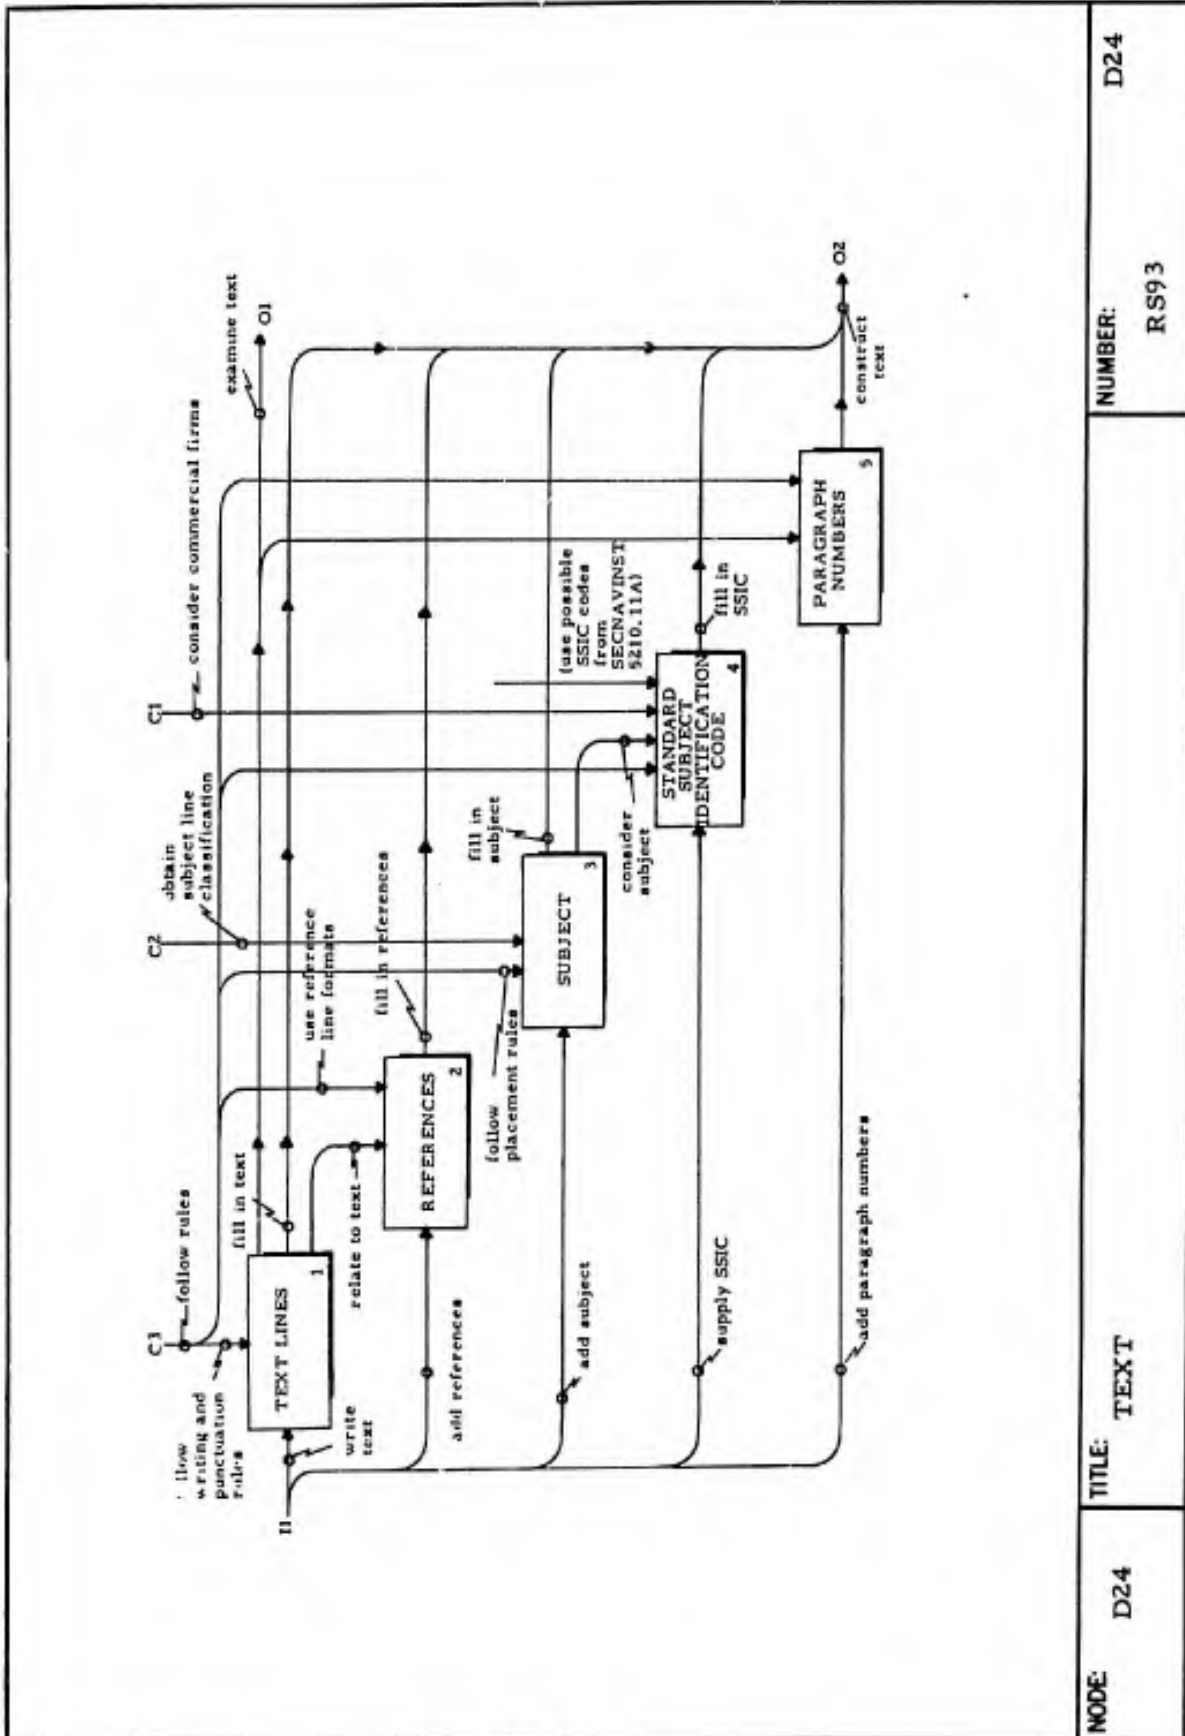 C3
follow rules
writing and
punctuation
rules
I1
write
text
TEXT LINES
1
fill in text
relate to text
C2
obtain
subject line
classification
use reference
line formats
C1
consider commercial firms
examine text
O1
add references
REFERENCES
2
fill in references
follow
placement rules
add subject
SUBJECT
3
fill in
subject
consider
subject
(use possible
SSIC codes
from
SECNAVINST
5210.11A)
supply SSIC
STANDARD
SUBJECT
IDENTIFICATION
CODE
4
fill in
SSIC
add paragraph numbers
PARAGRAPH
NUMBERS
5
construct
text
O2
NODE:
D24
TITLE:
TEXT
NUMBER:
D24
RS93